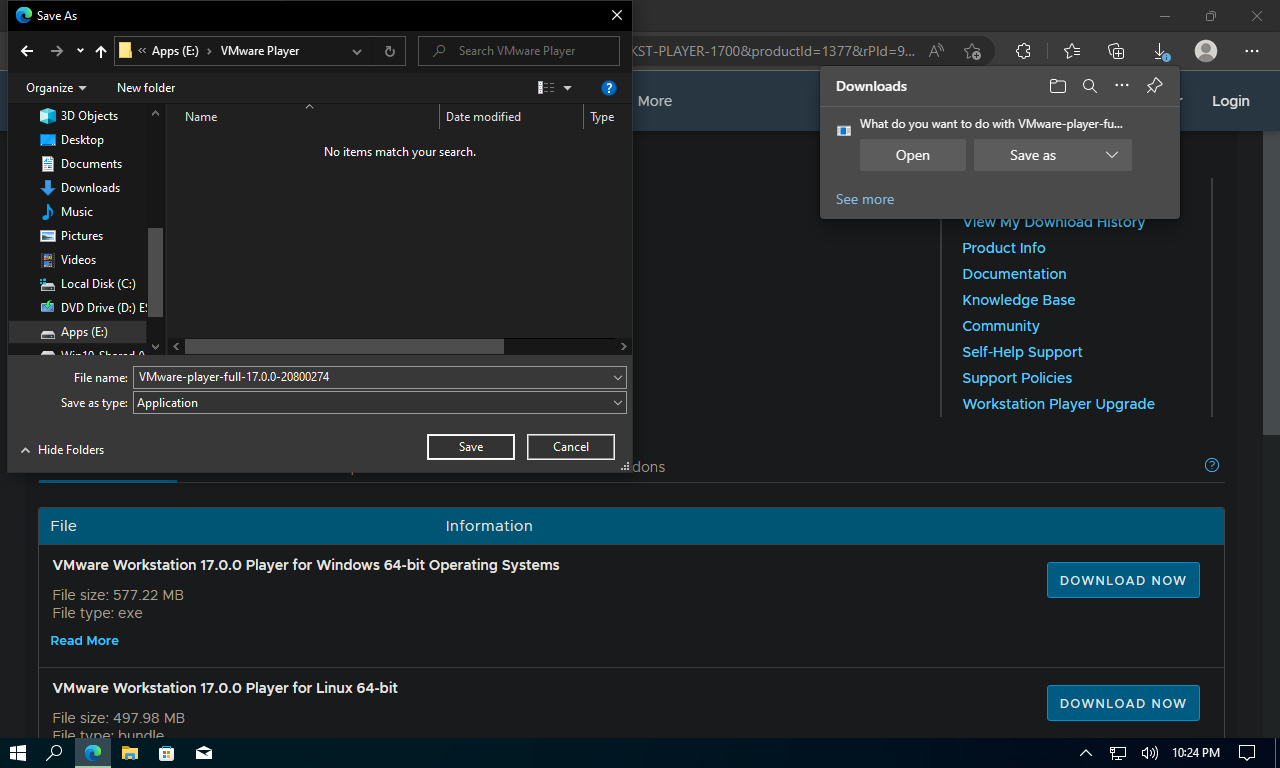 Save As
« Apps (E:) › VMware Player
Search VMware Player
KST-PLAYER-1700&productId=1377&rPId=9...
Organize
New folder
3D Objects
Desktop
Documents
Downloads
Music
Pictures
Videos
Local Disk (C:)
DVD Drive (D:) ES
Apps (E:)
Name
Date modified
Type
No items match your search.
File name:
VMware-player-full-17.0.0-20800274
Save as type:
Application
Hide Folders
Save
Cancel
More
Login
Downloads
What do you want to do with VMware-player-fu...
Open
Save as
See more
View My Download History
Product Info
Documentation
Knowledge Base
Community
Self-Help Support
Support Policies
Workstation Player Upgrade
File
Information
VMware Workstation 17.0.0 Player for Windows 64-bit Operating Systems
File size: 577.22 MB
File type: exe
Read More
DOWNLOAD NOW
VMware Workstation 17.0.0 Player for Linux 64-bit
File size: 497.98 MB
File type: bundle
DOWNLOAD NOW
10:24 PM